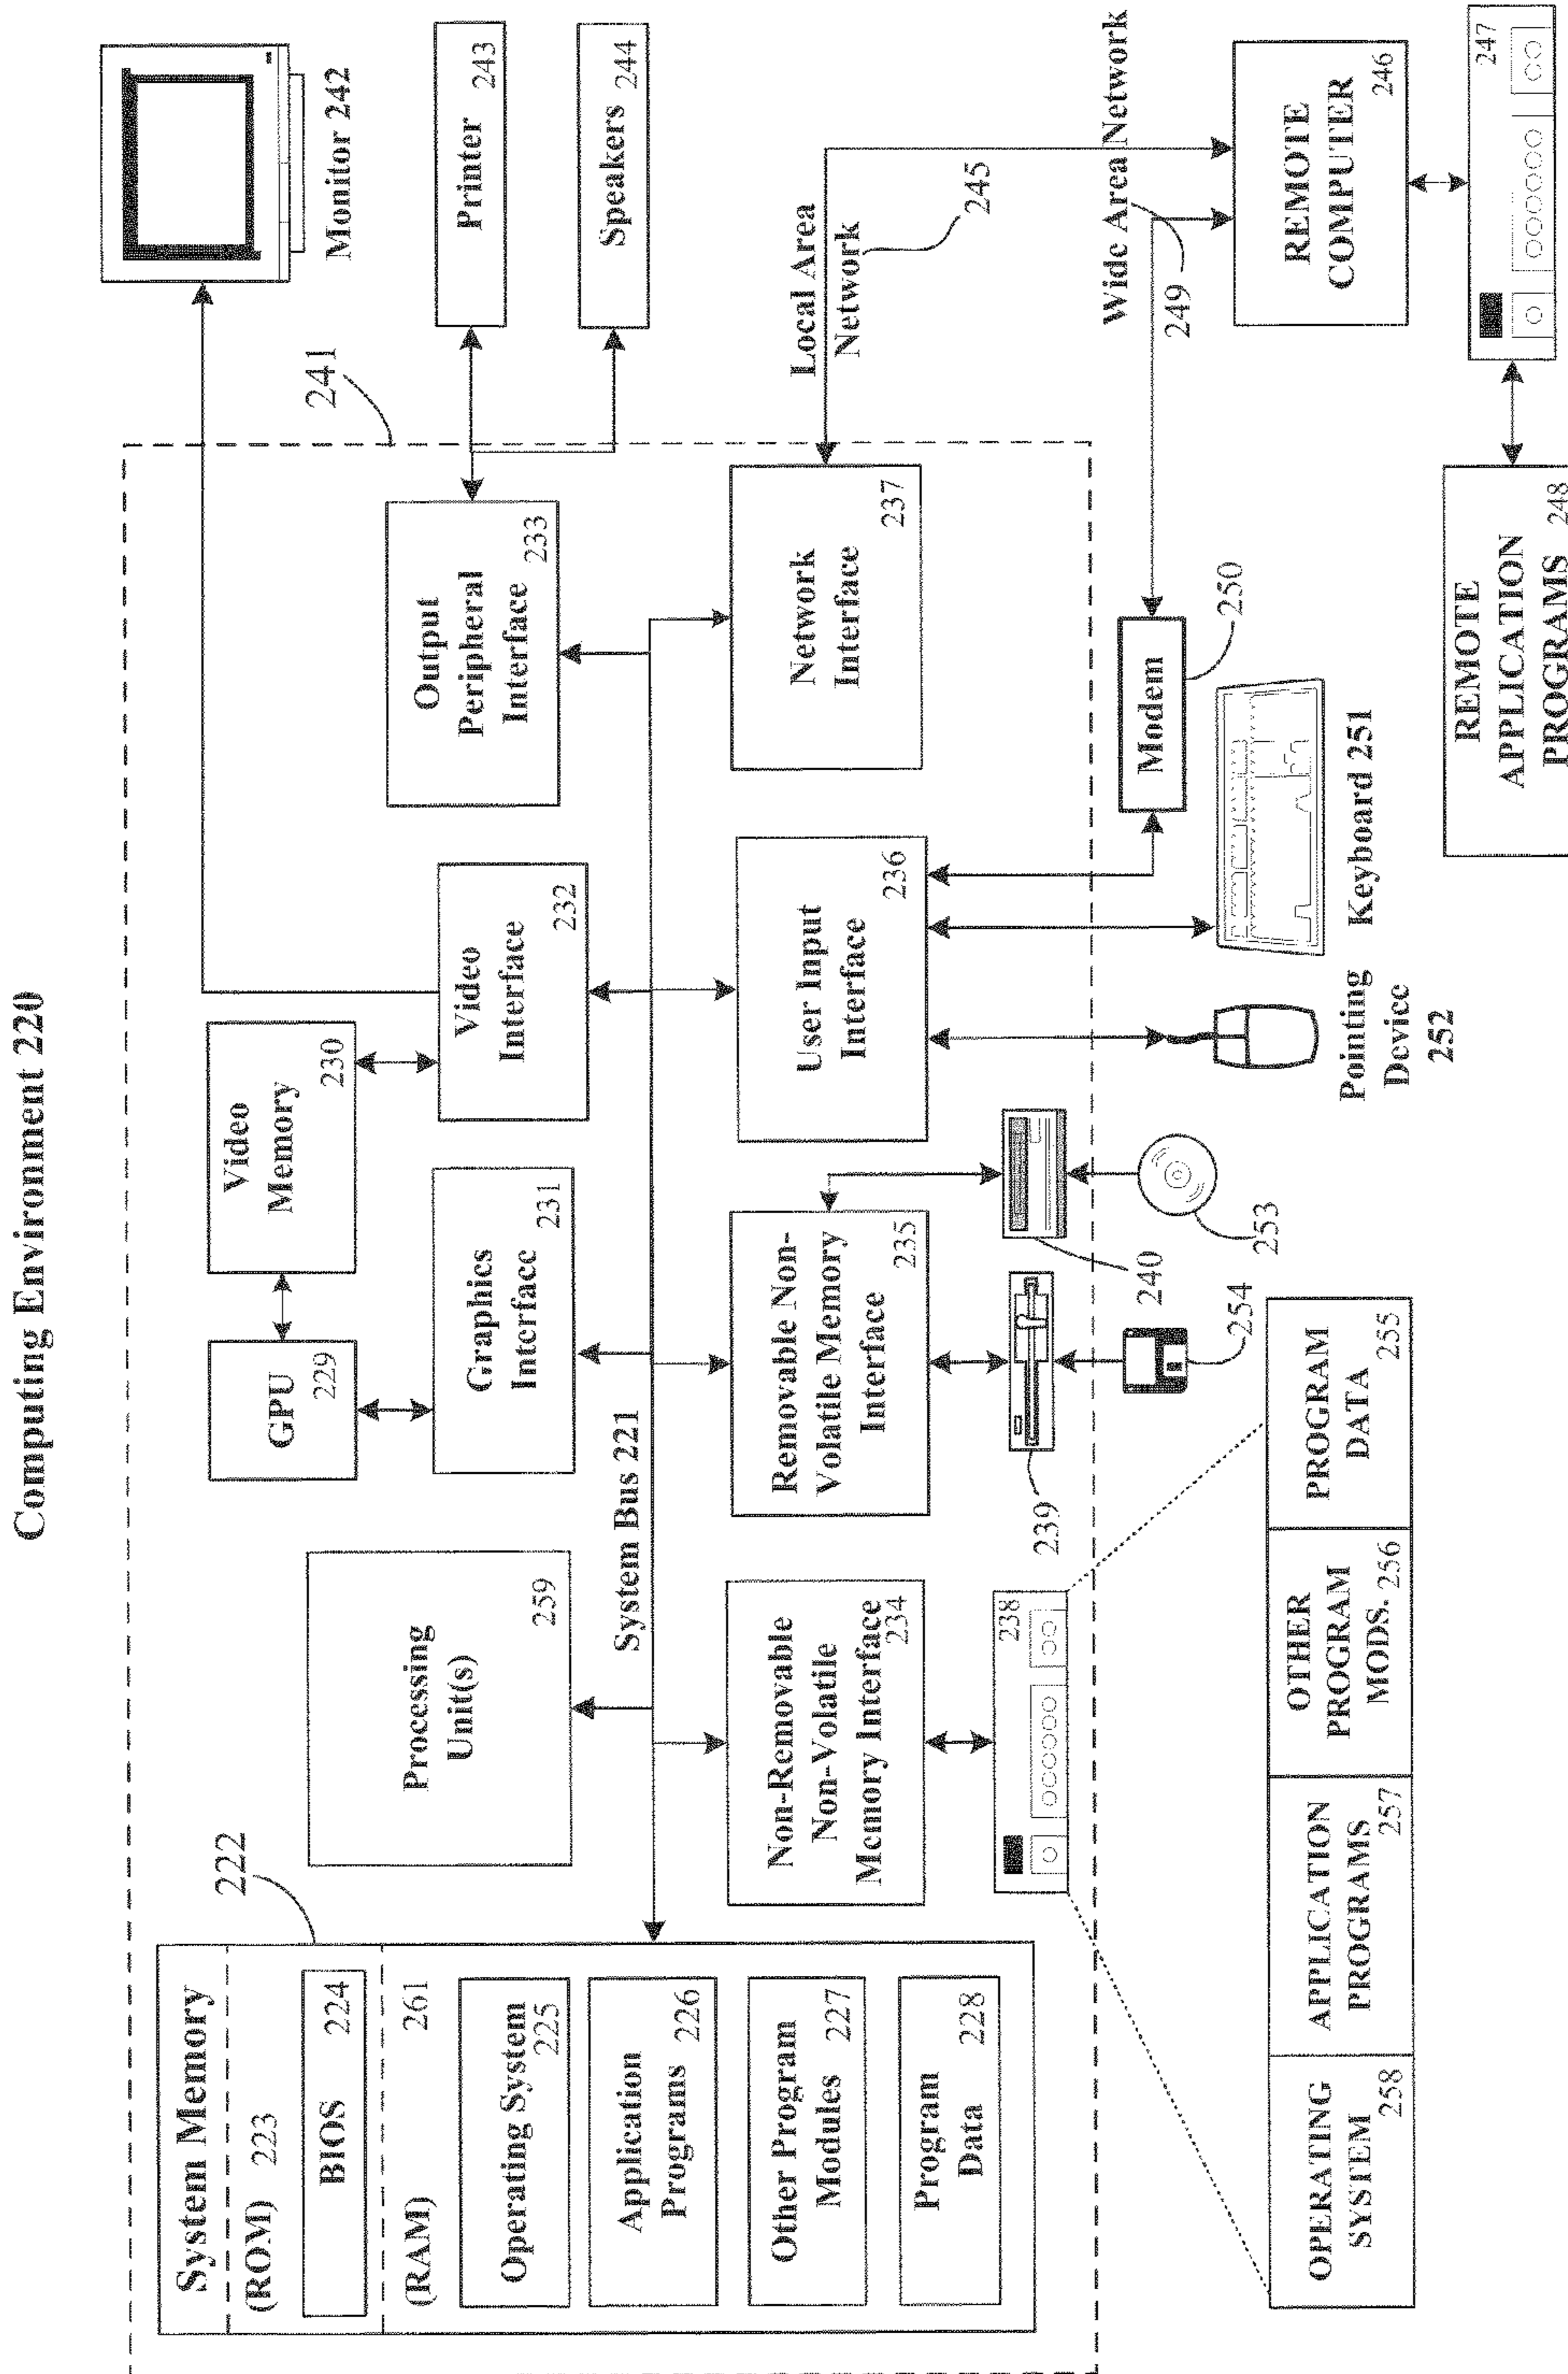 Computing Environment 220
System Memory
222
(ROM) 223
BIOS 224
(RAM) 261
Operating System
225
Application
Programs 226
Other Program
Modules 227
Program
Data 228
Processing
Unit(s)
259
System Bus 221
GPU
229
Video
Memory
230
Graphics
Interface
231
Video
Interface
232
Output
Peripheral
Interface
233
241
Monitor 242
Printer 243
Speakers 244
Non-Removable
Non-Volatile
Memory Interface
234
Removable Non-
Volatile Memory
Interface
235
User Input
Interface
236
Network
Interface
237
Local Area
Network
245
238
239
240
254
253
Pointing
Device
252
Keyboard 251
Modem
250
Wide Area Network
249
REMOTE
COMPUTER
246
247
REMOTE
APPLICATION
PROGRAMS 248
OPERATING
SYSTEM
258
APPLICATION
PROGRAMS
257
OTHER
PROGRAM
MODS. 256
PROGRAM
DATA
255